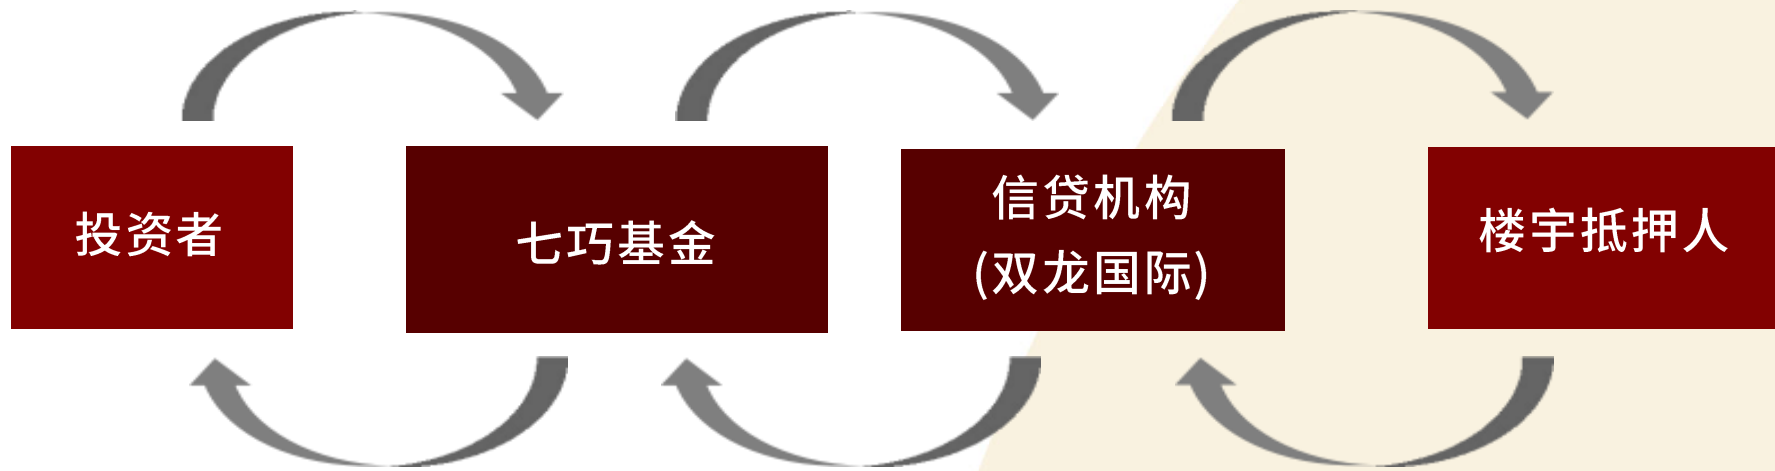 投资者
七巧基金
信贷机构
(双龙国际)
楼宇抵押人